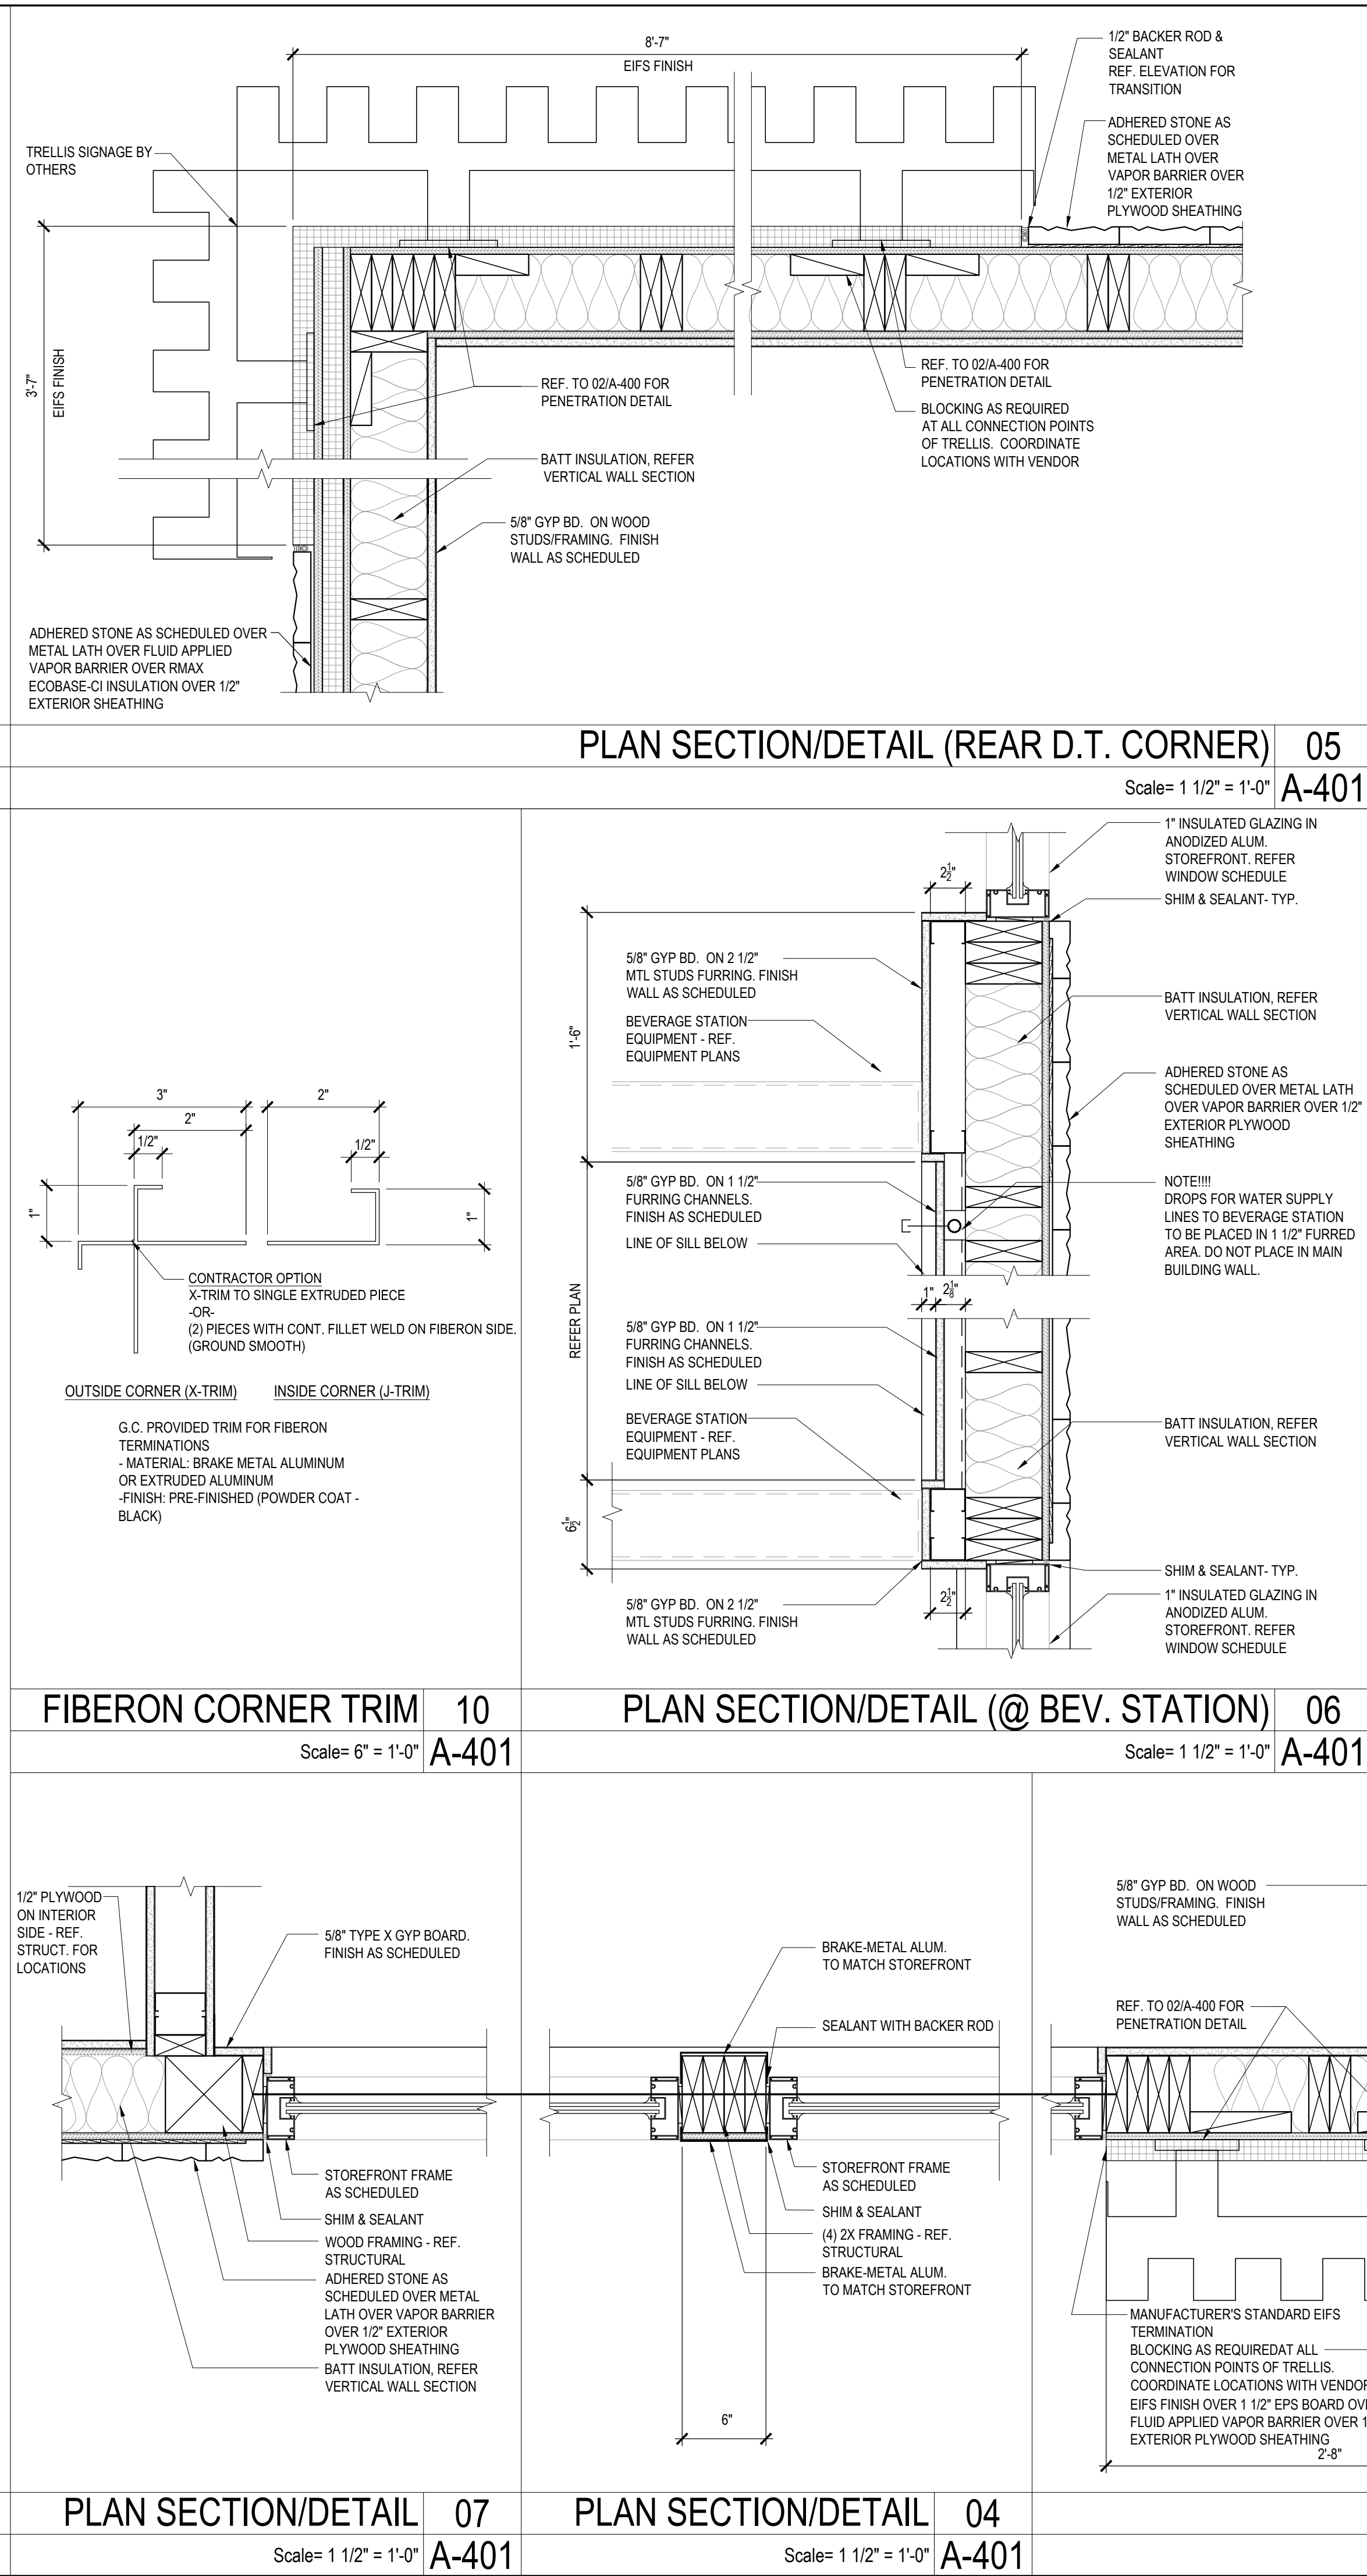 8'-7"
EIFS FINISH
1/2" BACKER ROD &
SEALANT
REF. ELEVATION FOR
TRANSITION
ADHERED STONE AS
SCHEDULED OVER
METAL LATH OVER
VAPOR BARRIER OVER
1/2" EXTERIOR
PLYWOOD SHEATHING
TRELLIS SIGNAGE BY
OTHERS
3'-7"
EIFS FINISH
REF. TO 02/A-400 FOR
PENETRATION DETAIL
REF. TO 02/A-400 FOR
PENETRATION DETAIL
BLOCKING AS REQUIRED
AT ALL CONNECTION POINTS
OF TRELLIS. COORDINATE
LOCATIONS WITH VENDOR
BATT INSULATION, REFER
VERTICAL WALL SECTION
5/8" GYP BD. ON WOOD
STUDS/FRAMING. FINISH
WALL AS SCHEDULED
ADHERED STONE AS SCHEDULED OVER
METAL LATH OVER FLUID APPLIED
VAPOR BARRIER OVER RMAX
ECOBASE-CI INSULATION OVER 1/2"
EXTERIOR SHEATHING
PLAN SECTION/DETAIL (REAR D.T. CORNER) 05
Scale= 1 1/2" = 1'-0" A-401
3"
2"
1/2"
2"
1/2"
1"
1"
CONTRACTOR OPTION
X-TRIM TO SINGLE EXTRUDED PIECE
-OR-
(2) PIECES WITH CONT. FILLET WELD ON FIBERON SIDE.
(GROUND SMOOTH)
OUTSIDE CORNER (X-TRIM) INSIDE CORNER (J-TRIM)
G.C. PROVIDED TRIM FOR FIBERON
TERMINATIONS
- MATERIAL: BRAKE METAL ALUMINUM
OR EXTRUDED ALUMINUM
-FINISH: PRE-FINISHED (POWDER COAT -
BLACK)
FIBERON CORNER TRIM 10
Scale= 6" = 1'-0" A-401
2 1/2"
1'-6"
5/8" GYP BD. ON 2 1/2"
MTL STUDS FURRING. FINISH
WALL AS SCHEDULED
BEVERAGE STATION
EQUIPMENT - REF.
EQUIPMENT PLANS
5/8" GYP BD. ON 1 1/2"
FURRING CHANNELS.
FINISH AS SCHEDULED
LINE OF SILL BELOW
1" 2 1/8"
REFER PLAN
5/8" GYP BD. ON 1 1/2"
FURRING CHANNELS.
FINISH AS SCHEDULED
LINE OF SILL BELOW
BEVERAGE STATION
EQUIPMENT - REF.
EQUIPMENT PLANS
6 1/2"
5/8" GYP BD. ON 2 1/2"
MTL STUDS FURRING. FINISH
WALL AS SCHEDULED
2 1/2"
1" INSULATED GLAZING IN
ANODIZED ALUM.
STOREFRONT. REFER
WINDOW SCHEDULE
SHIM & SEALANT- TYP.
BATT INSULATION, REFER
VERTICAL WALL SECTION
ADHERED STONE AS
SCHEDULED OVER METAL LATH
OVER VAPOR BARRIER OVER 1/2"
EXTERIOR PLYWOOD
SHEATHING
NOTE!!!!
DROPS FOR WATER SUPPLY
LINES TO BEVERAGE STATION
TO BE PLACED IN 1 1/2" FURRED
AREA. DO NOT PLACE IN MAIN
BUILDING WALL.
BATT INSULATION, REFER
VERTICAL WALL SECTION
SHIM & SEALANT- TYP.
1" INSULATED GLAZING IN
ANODIZED ALUM.
STOREFRONT. REFER
WINDOW SCHEDULE
PLAN SECTION/DETAIL (@ BEV. STATION) 06
Scale= 1 1/2" = 1'-0" A-401
1/2" PLYWOOD
ON INTERIOR
SIDE - REF.
STRUCT. FOR
LOCATIONS
5/8" TYPE X GYP BOARD.
FINISH AS SCHEDULED
STOREFRONT FRAME
AS SCHEDULED
SHIM & SEALANT
WOOD FRAMING - REF.
STRUCTURAL
ADHERED STONE AS
SCHEDULED OVER METAL
LATH OVER VAPOR BARRIER
OVER 1/2" EXTERIOR
PLYWOOD SHEATHING
BATT INSULATION, REFER
VERTICAL WALL SECTION
PLAN SECTION/DETAIL 07
Scale= 1 1/2" = 1'-0" A-401
BRAKE-METAL ALUM.
TO MATCH STOREFRONT
SEALANT WITH BACKER ROD
STOREFRONT FRAME
AS SCHEDULED
SHIM & SEALANT
(4) 2X FRAMING - REF.
STRUCTURAL
BRAKE-METAL ALUM.
TO MATCH STOREFRONT
6"
PLAN SECTION/DETAIL 04
Scale= 1 1/2" = 1'-0" A-401
5/8" GYP BD. ON WOOD
STUDS/FRAMING. FINISH
WALL AS SCHEDULED
REF. TO 02/A-400 FOR
PENETRATION DETAIL
MANUFACTURER'S STANDARD EIFS
TERMINATION
BLOCKING AS REQUIREDAT ALL
CONNECTION POINTS OF TRELLIS.
COORDINATE LOCATIONS WITH VENDOR
EIFS FINISH OVER 1 1/2" EPS BOARD
FLUID APPLIED VAPOR BARRIER OVER
EXTERIOR PLYWOOD SHEATHING
2'-8"